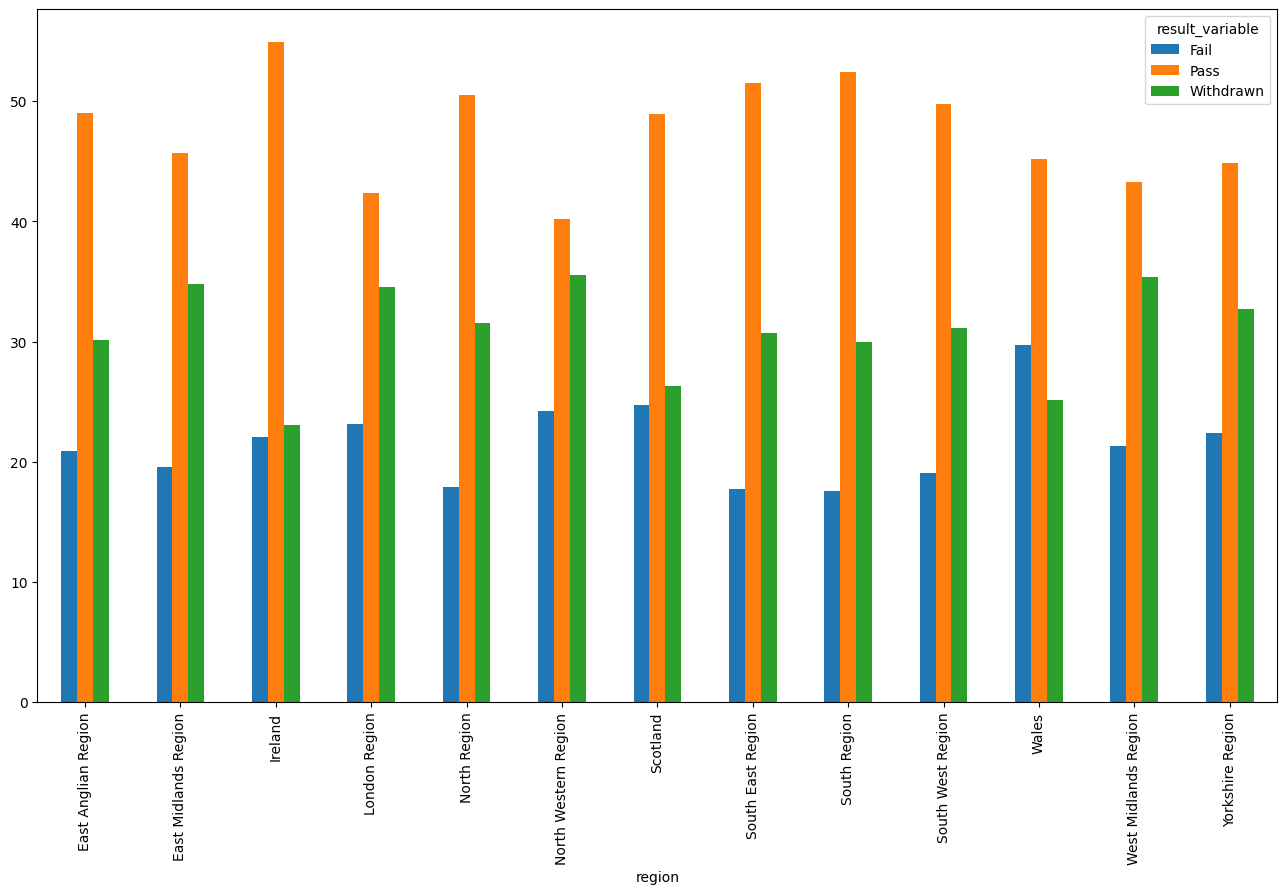 result_variable
Fail
Pass
Withdrawn
50
40
30
20
10
0
East Anglian Region
East Midlands Region
Ireland
London Region
North Region
North Western Region
Scotland
South East Region
South Region
South West Region
Wales
West Midlands Region
Yorkshire Region
region